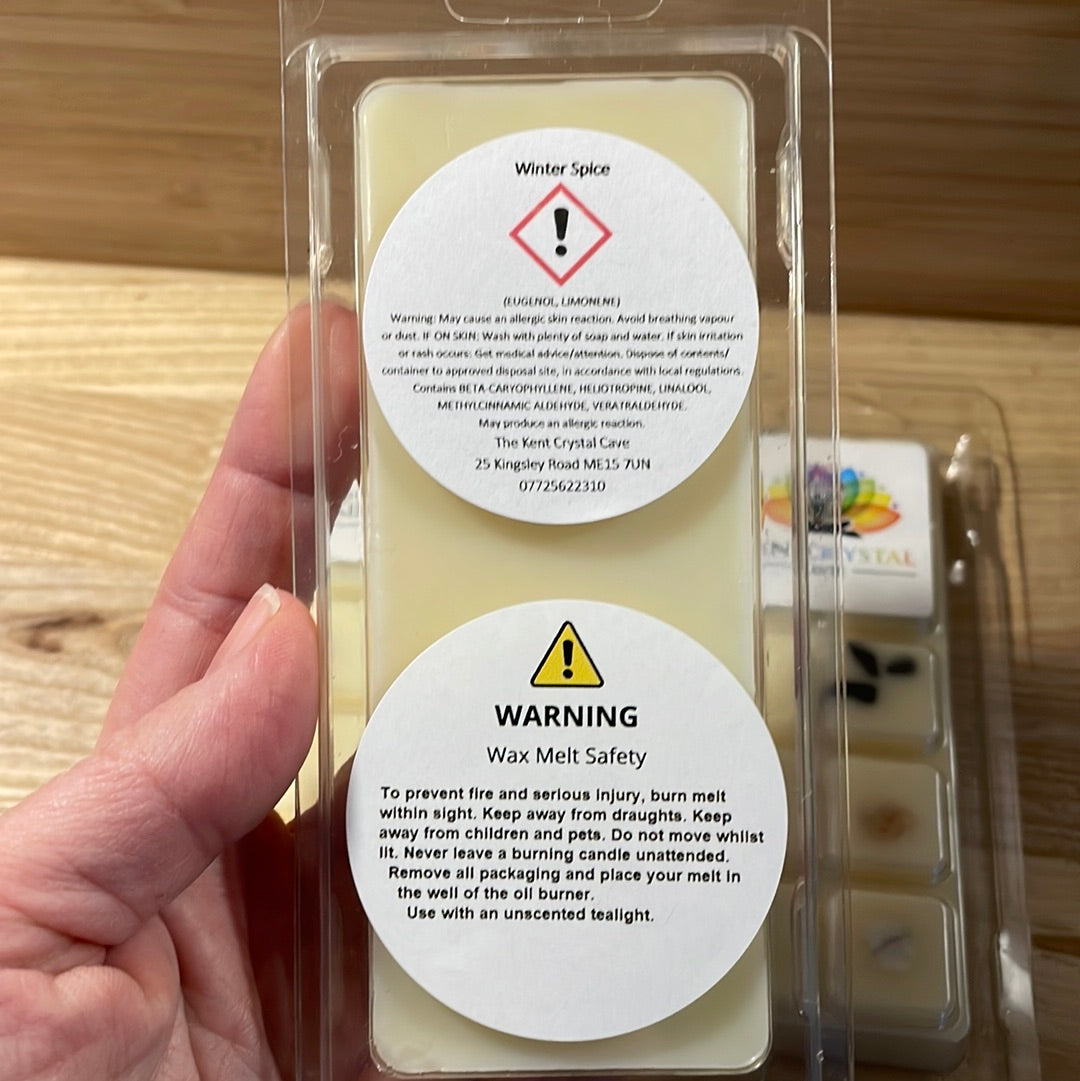 Winter Spice
!
(EUGENOL, LIMONENE)
Warning: May cause an allergic skin reaction. Avoid breathing vapour
or dust. IF ON SKIN: Wash with plenty of soap and water. If skin irritation
or rash occurs: Get medical advice/attention. Dispose of contents/
container to approved disposal site, in accordance with local regulations.
Contains BETA-CARYOPHYLLENE, HELIOTROPINE, LINALOOL,
METHYLCINNAMIC ALDEHYDE, VERATRALDEHYDE.
May produce an allergic reaction.
The Kent Crystal Cave
25 Kingsley Road ME15 7UN
07725622310
!
WARNING
Wax Melt Safety
To prevent fire and serious injury, burn melt
within sight. Keep away from draughts. Keep
away from children and pets. Do not move whilst
lit. Never leave a burning candle unattended.
Remove all packaging and place your melt in
the well of the oil burner.
Use with an unscented tealight.
CRYSTAL